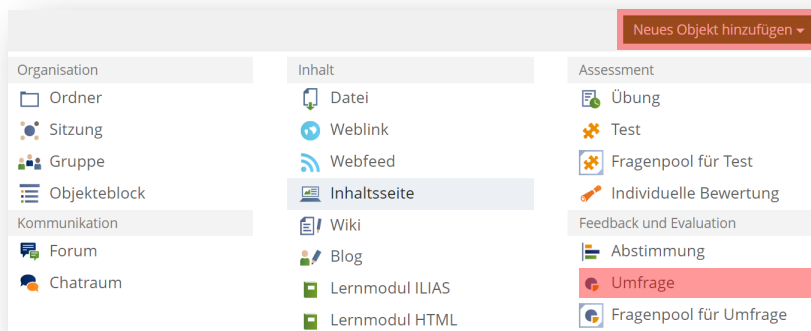 Neues Objekt hinzufügen
Organisation
Ordner
Sitzung
Gruppe
Objekteblock
Kommunikation
Forum
Chatraum
Inhalt
Datei
Weblink
Webfeed
Inhaltsseite
Wiki
Blog
Lernmodul ILIAS
Lernmodul HTML
Assessment
Übung
Test
Fragenpool für Test
Individuelle Bewertung
Feedback und Evaluation
Abstimmung
Umfrage
Fragenpool für Umfrage